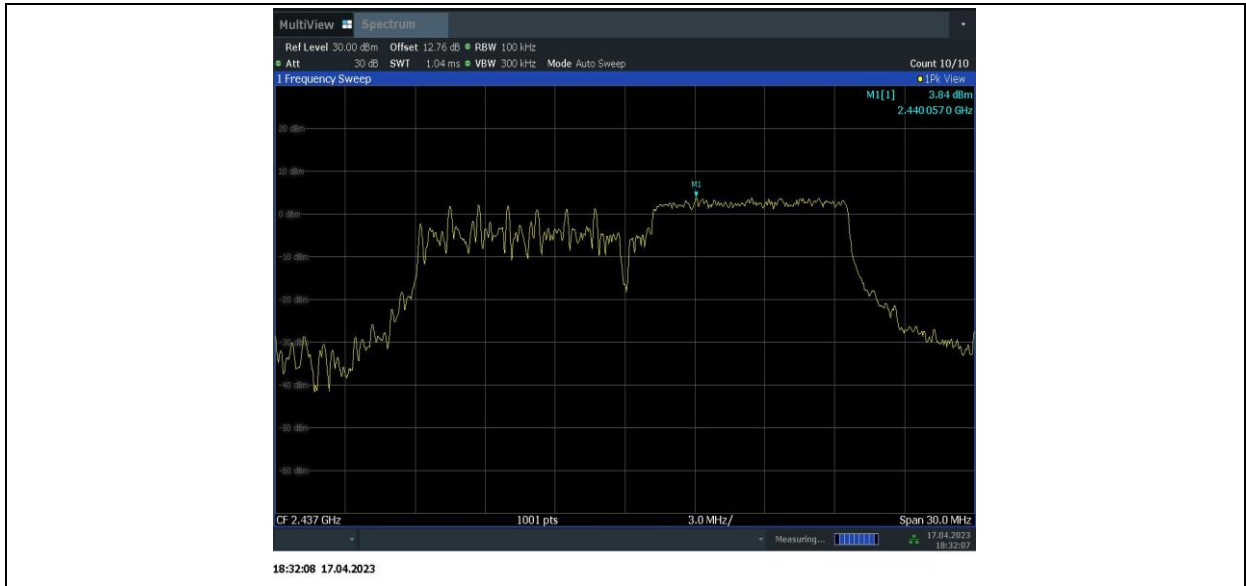 MultiView Spectrum
Ref Level 30.00 dBm Offset 12.76 dB RBW 100 kHz
Att 30 dB SWT 1.04 ms VBW 300 kHz Mode Auto Sweep Count 10/10
1 Frequency Sweep 1Pk View
M1[1] 3.84 dBm
2.440 057 0 GHz
20 dBm
10 dBm
M1
0 dBm
-10 dBm
-20 dBm
-30 dBm
-40 dBm
-50 dBm
-60 dBm
CF 2.437 GHz 1001 pts 3.0 MHz/ Span 30.0 MHz
Measuring... 17.04.2023
18:32:07
18:32:08 17.04.2023